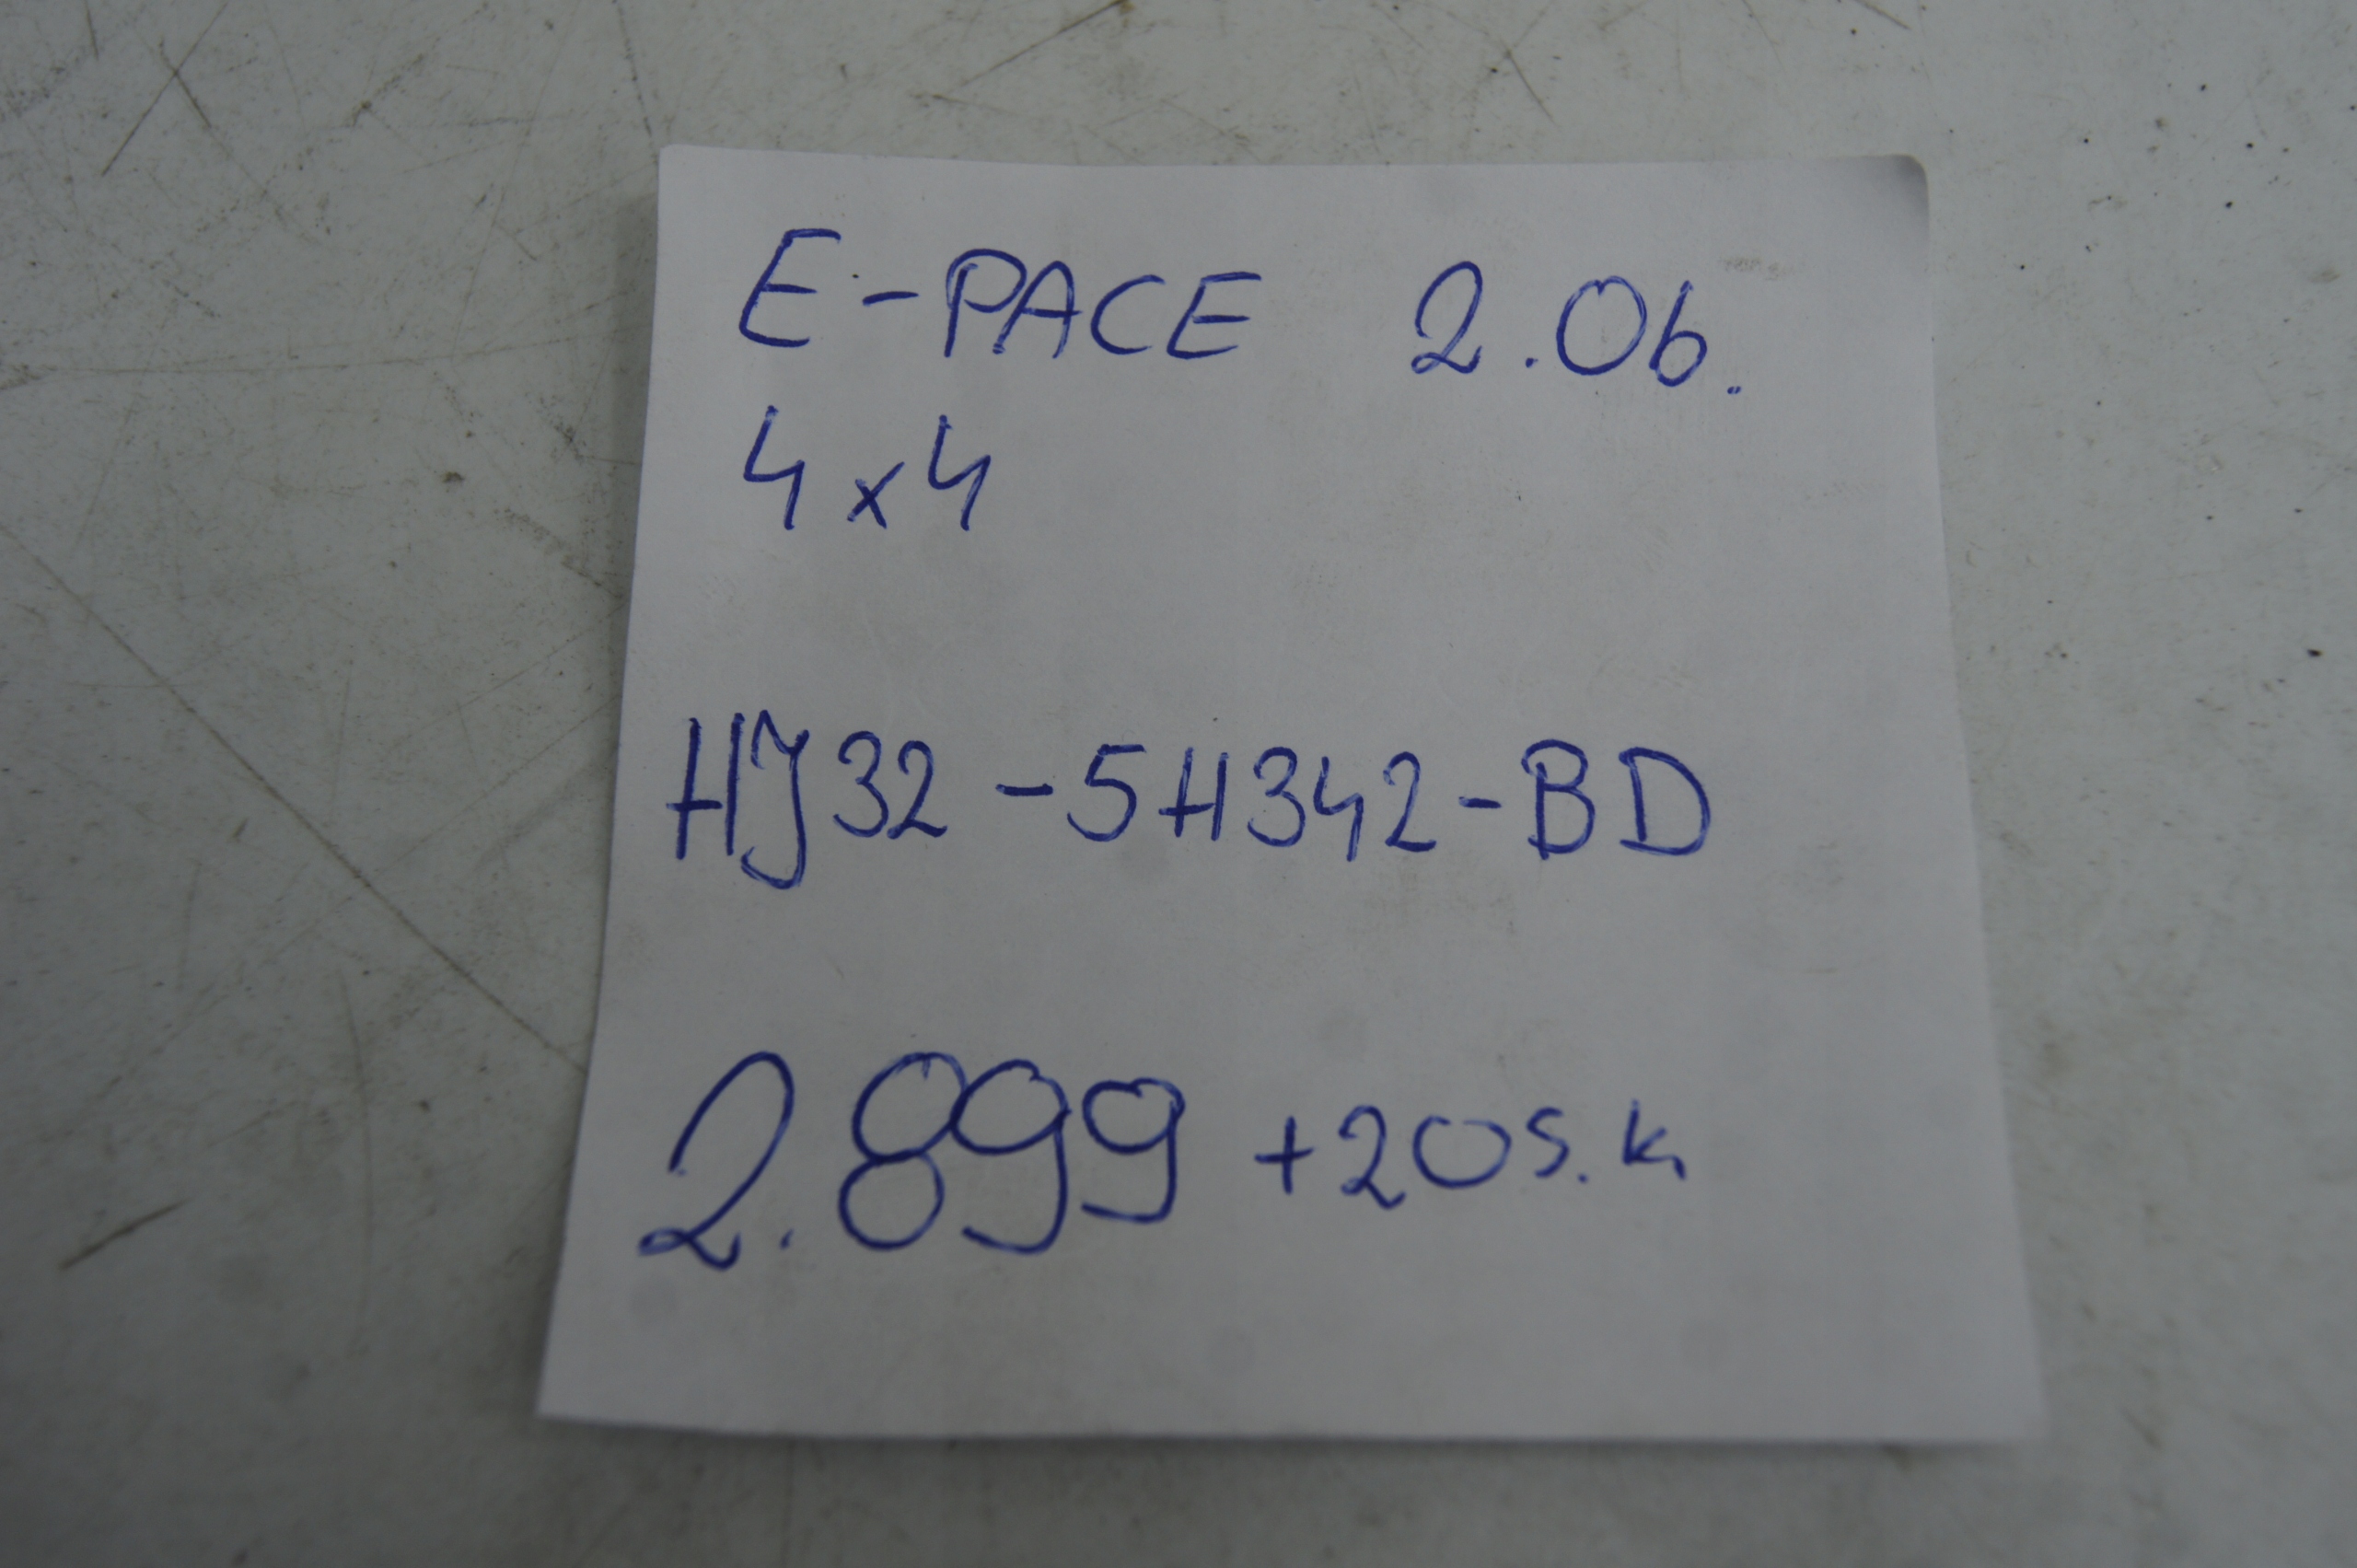 E-PACE 2.0b.
4x4
HJ32-5H342-BD
2.899 +20s.k.